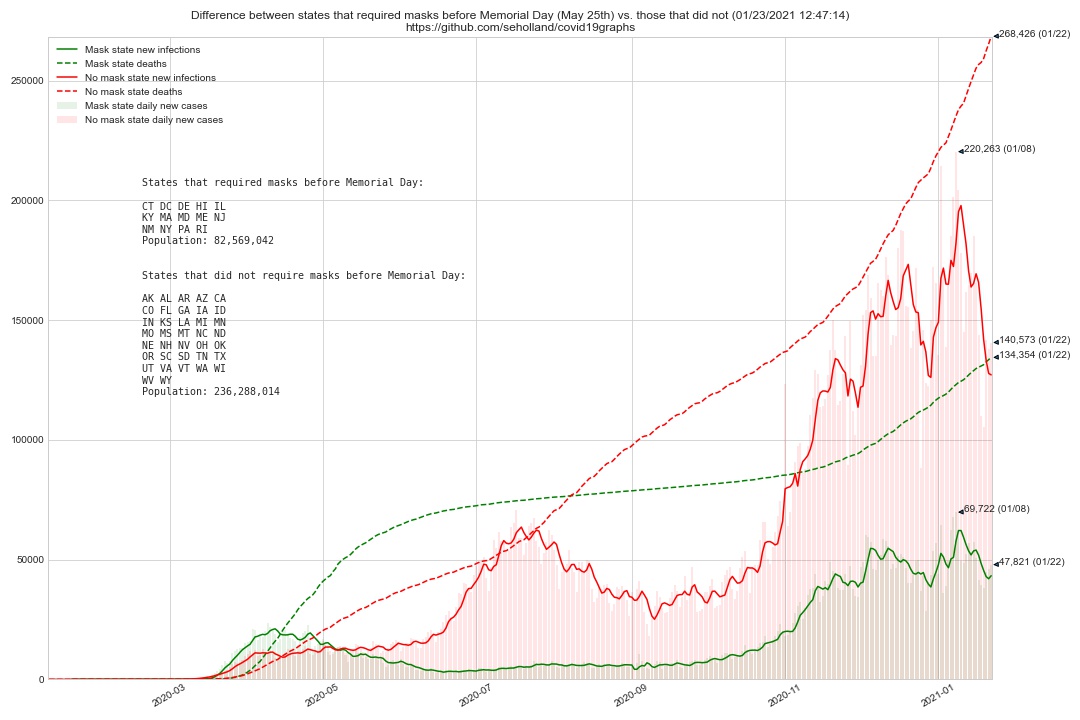 Difference between states that required masks before Memorial Day (May 25th) vs. those that did not (01/23/2021 12:47:14)
https://github.com/seholland/covid19graphs
Mask state new infections
Mask state deaths
No mask state new infections
No mask state deaths
Mask state daily new cases
No mask state daily new cases
268,426 (01/22)
250000
220,263 (01/08)
States that required masks before Memorial Day:
CT DC DE HI IL
KY MA MD ME NJ
NM NY PA RI
Population: 82,569,042
200000
States that did not require masks before Memorial Day:
AK AL AR AZ CA
CO FL GA IA ID
IN KS LA MI MN
MO MS MT NC ND
NE NH NV OH OK
OR SC SD TN TX
UT VA VT WA WI
WV WY
Population: 236,288,014
150000
140,573 (01/22)
134,354 (01/22)
100000
69,722 (01/08)
50000
47,821 (01/22)
0
2020-03
2020-05
2020-07
2020-09
2020-11
2021-01